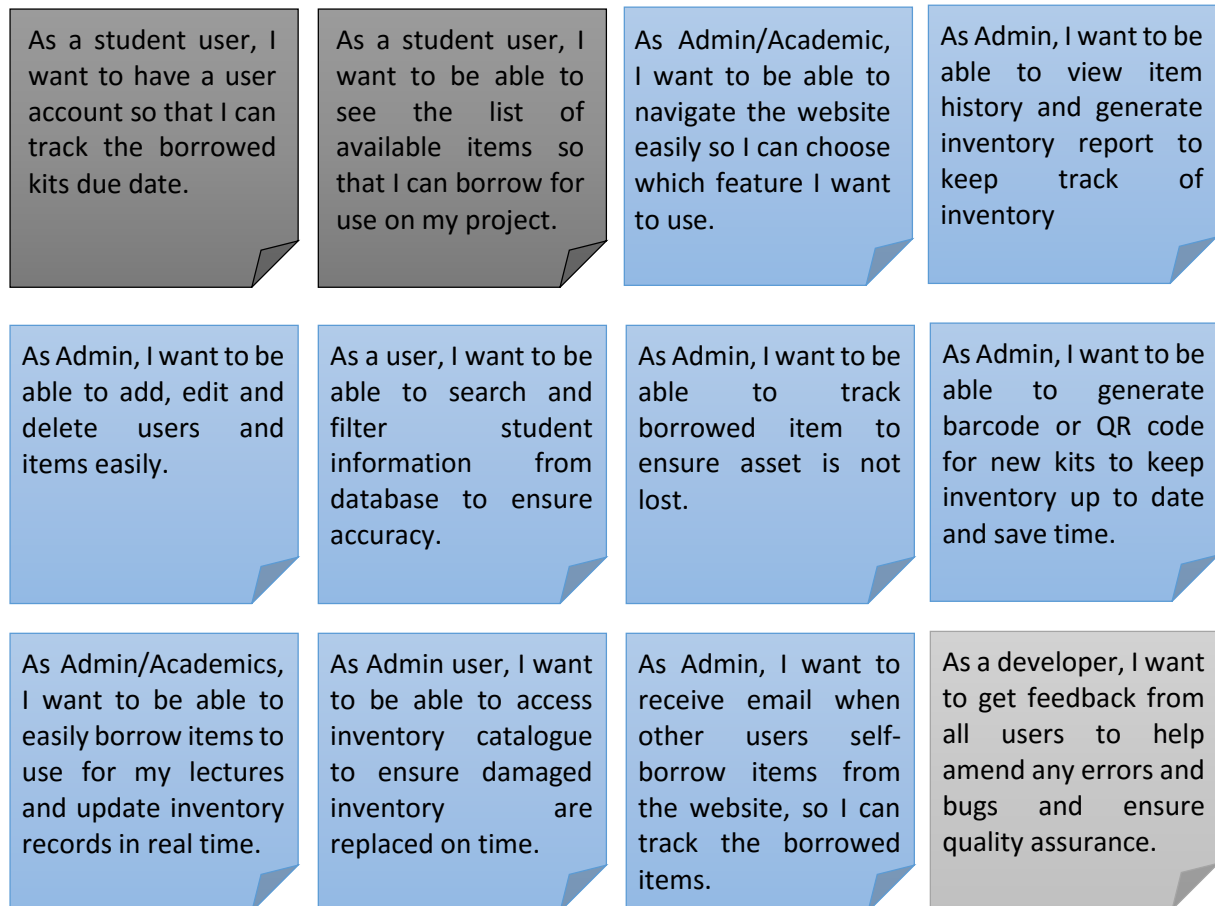 As a student user, I
want to have a user
account so that I can
track the borrowed
kits due date.
As a student user, I
want to be able to
see the list of
available items so
that I can borrow for
use on my project.
As Admin/Academic,
I want to be able to
navigate the website
easily so I can choose
which feature I want
to use.
As Admin, I want to be
able to view item
history and generate
inventory report to
keep track of
inventory
As Admin, I want to be
able to add, edit and
delete users and
items easily.
As a user, I want to be
able to search and
filter student
information from
database to ensure
accuracy.
As Admin, I want to be
able to track
borrowed item to
ensure asset is not
lost.
As Admin, I want to be
able to generate
barcode or QR code
for new kits to keep
inventory up to date
and save time.
As Admin/Academics,
I want to be able to
easily borrow items to
use for my lectures
and update inventory
records in real time.
As Admin user, I want
to be able to access
inventory catalogue
to ensure damaged
inventory are
replaced on time.
As Admin, I want to
receive email when
other users self-
borrow items from
the website, so I can
track the borrowed
items.
As a developer, I want
to get feedback from
all users to help
amend any errors and
bugs and ensure
quality assurance.